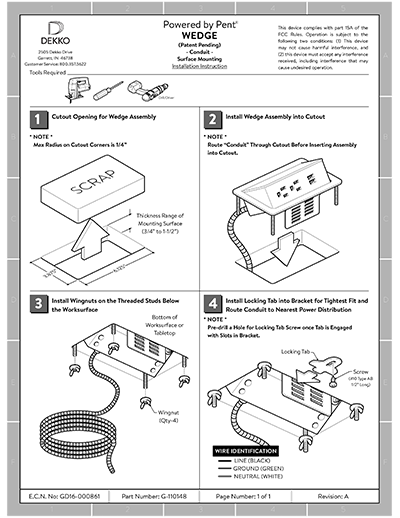 DEKKO
2505 Dekko Drive
Garrett, IN 46738
Customer Service: 800.357.3622
Powered by Pent®
WEDGE
(Patent Pending)
- Conduit -
Surface Mounting
Installation Instruction
This device complies with part 15A of the
FCC Rules. Operation is subject to the
following two conditions: (1) This device
may not cause harmful interference, and
(2) this device must accept any interference
received, including interference that may
cause undesired operation.
Tools Required
1
Cutout Opening for Wedge Assembly
* NOTE *
Max Radius on Cutout Corners is 1/4"
SCRAP
Thickness Range of
Mounting Surface
(3/4" to 1-1/2")
2
Install Wedge Assembly into Cutout
* NOTE *
Route "Conduit" Through Cutout Before Inserting Assembly
into Cutout.
3
Install Wingnuts on the Threaded Studs Below
the Worksurface
Bottom of
Worksurface or
Tabletop
Wingnut
(Qty-4)
4
Install Locking Tab into Bracket for Tightest Fit and
Route Conduit to Nearest Power Distribution
* NOTE *
Pre-drill a Hole for Locking Tab Screw once Tab is Engaged
with Slots in Bracket.
Locking Tab
Screw
(#10 Type AB
1/2" Long)
WIRE IDENTIFICATION
LINE (BLACK)
GROUND (GREEN)
NEUTRAL (WHITE)
E.C.N. No: GD16-000861
Part Number: G-110148
Page Number: 1 of 1
Revision: A